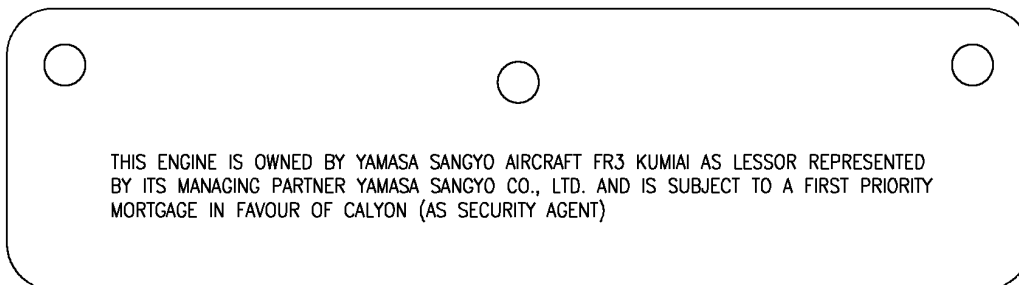 THIS ENGINE IS OWNED BY YAMASA SANGYO AIRCRAFT FR3 KUMIAI AS LESSOR REPRESENTED
BY ITS MANAGING PARTNER YAMASA SANGYO CO., LTD. AND IS SUBJECT TO A FIRST PRIORITY
MORTGAGE IN FAVOUR OF CALYON (AS SECURITY AGENT)